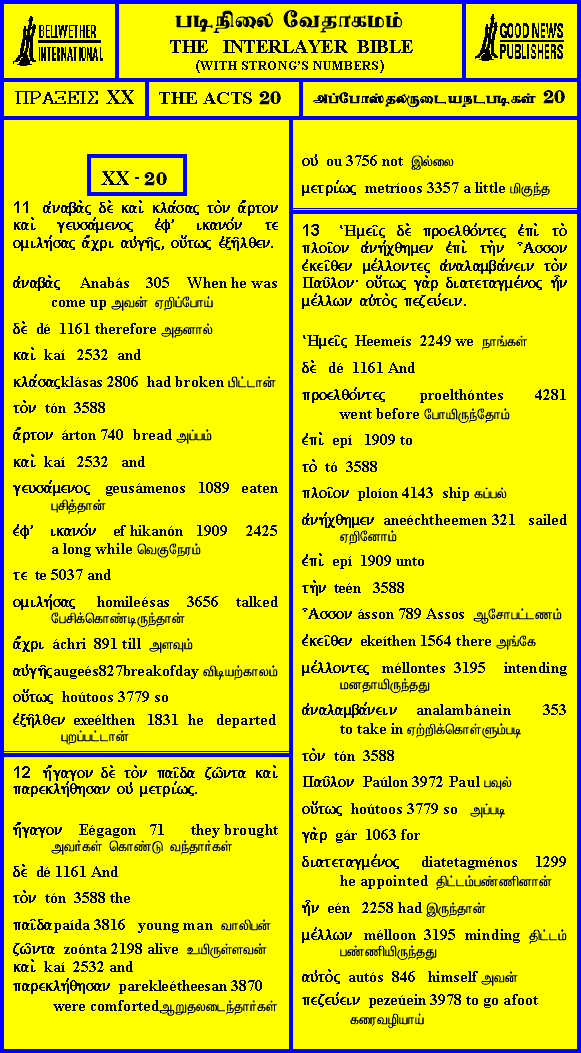 BELLWETHER
INTERNATIONAL
படிநிலை வேதாகமம்
THE INTERLAYER BIBLE
(WITH STRONG'S NUMBERS)
GOOD NEWS
PUBLISHERS
ΠΡΑΞΕΙΣ XX
THE ACTS 20
அப்போஸ்தலருடையநடபடிகள் 20
XX - 20
11 ἀναβὰς δὲ καὶ κλάσας τὸν ἄρτον
καὶ γευσάμενος ἐφ' ικανόν τε
ομιλήσας ἄχρι αὐγῆς, οὕτως ἐξῆλθεν.
ἀναβὰς Anabás 305 When he was
come up அவன் ஏறிப்போய்
δὲ dé 1161 therefore அதனால்
καὶ kaí 2532 and
κλάσαςklásas 2806 had broken பிட்டான்
τὸν tón 3588
ἄρτον árton 740 bread அப்பம்
καὶ kaí 2532 and
γευσάμενος geusámenos 1089 eaten
புசித்தான்
ἐφ' ικανόν ef hikanón 1909 2425
a long while வெகுநேரம்
τε te 5037 and
ομιλήσας homileésas 3656 talked
பேசிக்கொண்டிருந்தான்
ἄχρι áchri 891 till அளவும்
αὐγῆςaugeés827breakofday விடியற்காலம்
οὕτως hoútoos 3779 so
ἐξῆλθεν exeélthen 1831 he departed
புறப்பட்டான்
12 ἤγαγον δὲ τὸν παῖδα ζῶντα καὶ
παρεκλήθησαν οὐ μετρίως.
ἤγαγον Eégagon 71 they brought
அவர்கள் கொண்டு வந்தார்கள்
δὲ dé 1161 And
τὸν tón 3588 the
παῖδα paída 3816 young man வாலிபன்
ζῶντα zoónta 2198 alive உயிருள்ளவன்
καὶ kaí 2532 and
παρεκλήθησαν parekleétheesan 3870
were comfortedஆறுதலடைந்தார்கள்
οὐ ou 3756 not இல்லை
μετρίως metríoos 3357 a little மிகுந்த
13 Ἡμεῖς δὲ προελθόντες ἐπὶ τὸ
πλοῖον ἀνήχθημεν ἐπὶ τὴν Ἆσσον
ἐκεῖθεν μέλλοντες ἀναλαμβάνειν τὸν
Παῦλον· οὕτως γὰρ διατεταγμένος ἦν
μέλλων αὐτὸς πεζεύειν.
Ἡμεῖς Heemeís 2249 we நாங்கள்
δὲ dé 1161 And
προελθόντες proelthóntes 4281
went before போயிருந்தோம்
ἐπὶ epí 1909 to
τὸ tó 3588
πλοῖον ploíon 4143 ship கப்பல்
ἀνήχθημεν aneéchtheemen 321 sailed
ஏறினோம்
ἐπὶ epí 1909 unto
τὴν teén 3588
Ἆσσον ásson 789 Assos ஆசோபட்டணம்
ἐκεῖθεν ekeíthen 1564 there அங்கே
μέλλοντες méllontes 3195 intending
மனதாயிருந்தது
ἀναλαμβάνειν analambánein 353
to take in ஏற்றிக்கொள்ளும்படி
τὸν tón 3588
Παῦλον Paúlon 3972 Paul பவுல்
οὕτως hoútoos 3779 so அப்படி
γὰρ gár 1063 for
διατεταγμένος diatetagménos 1299
he appointed திட்டம்பண்ணினான்
ἦν eén 2258 had இருந்தான்
μέλλων mélloon 3195 minding திட்டம்
பண்ணியிருந்தது
αὐτὸς autós 846 himself அவன்
πεζεύειν pezeúein 3978 to go afoot
கரைவழியாய்